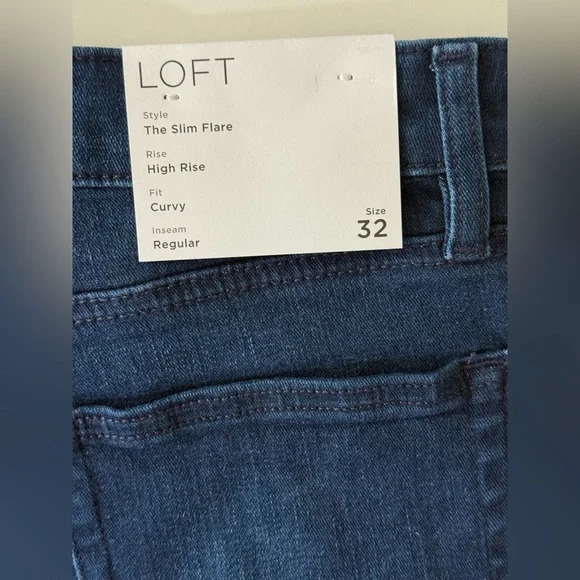 LOFT
Style
The Slim Flare
Rise
High Rise
Fit
Curvy
Inseam
Regular
Size
32